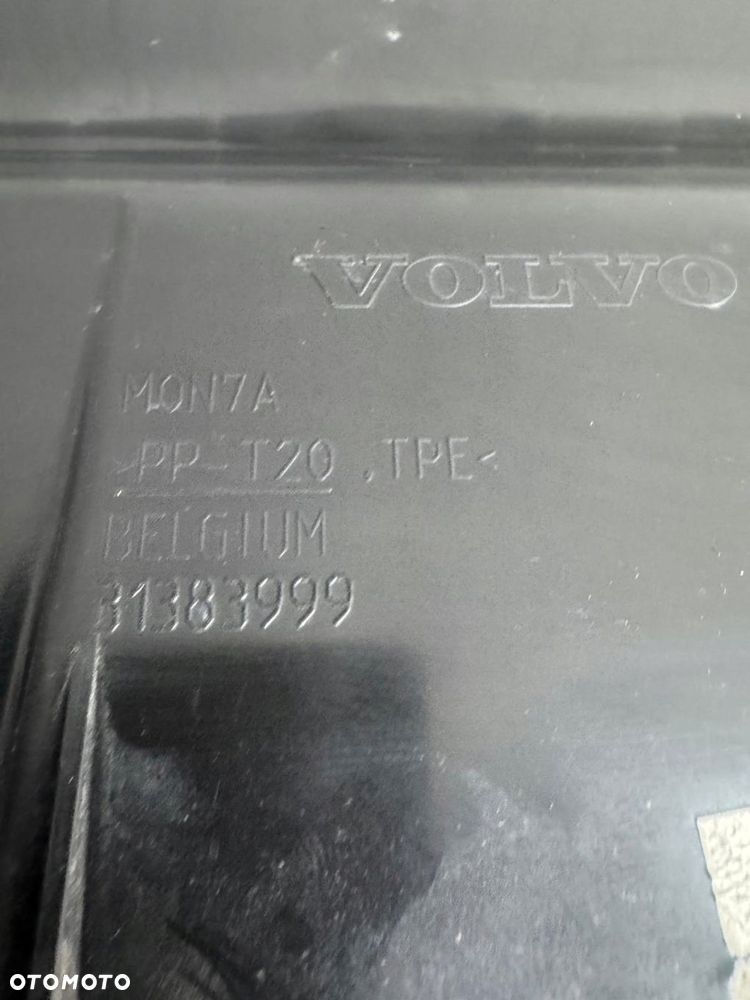 VOLVO
MON7A
>PP-T20 ,TPE<
BELGIUM
31383999
OTOMOTO